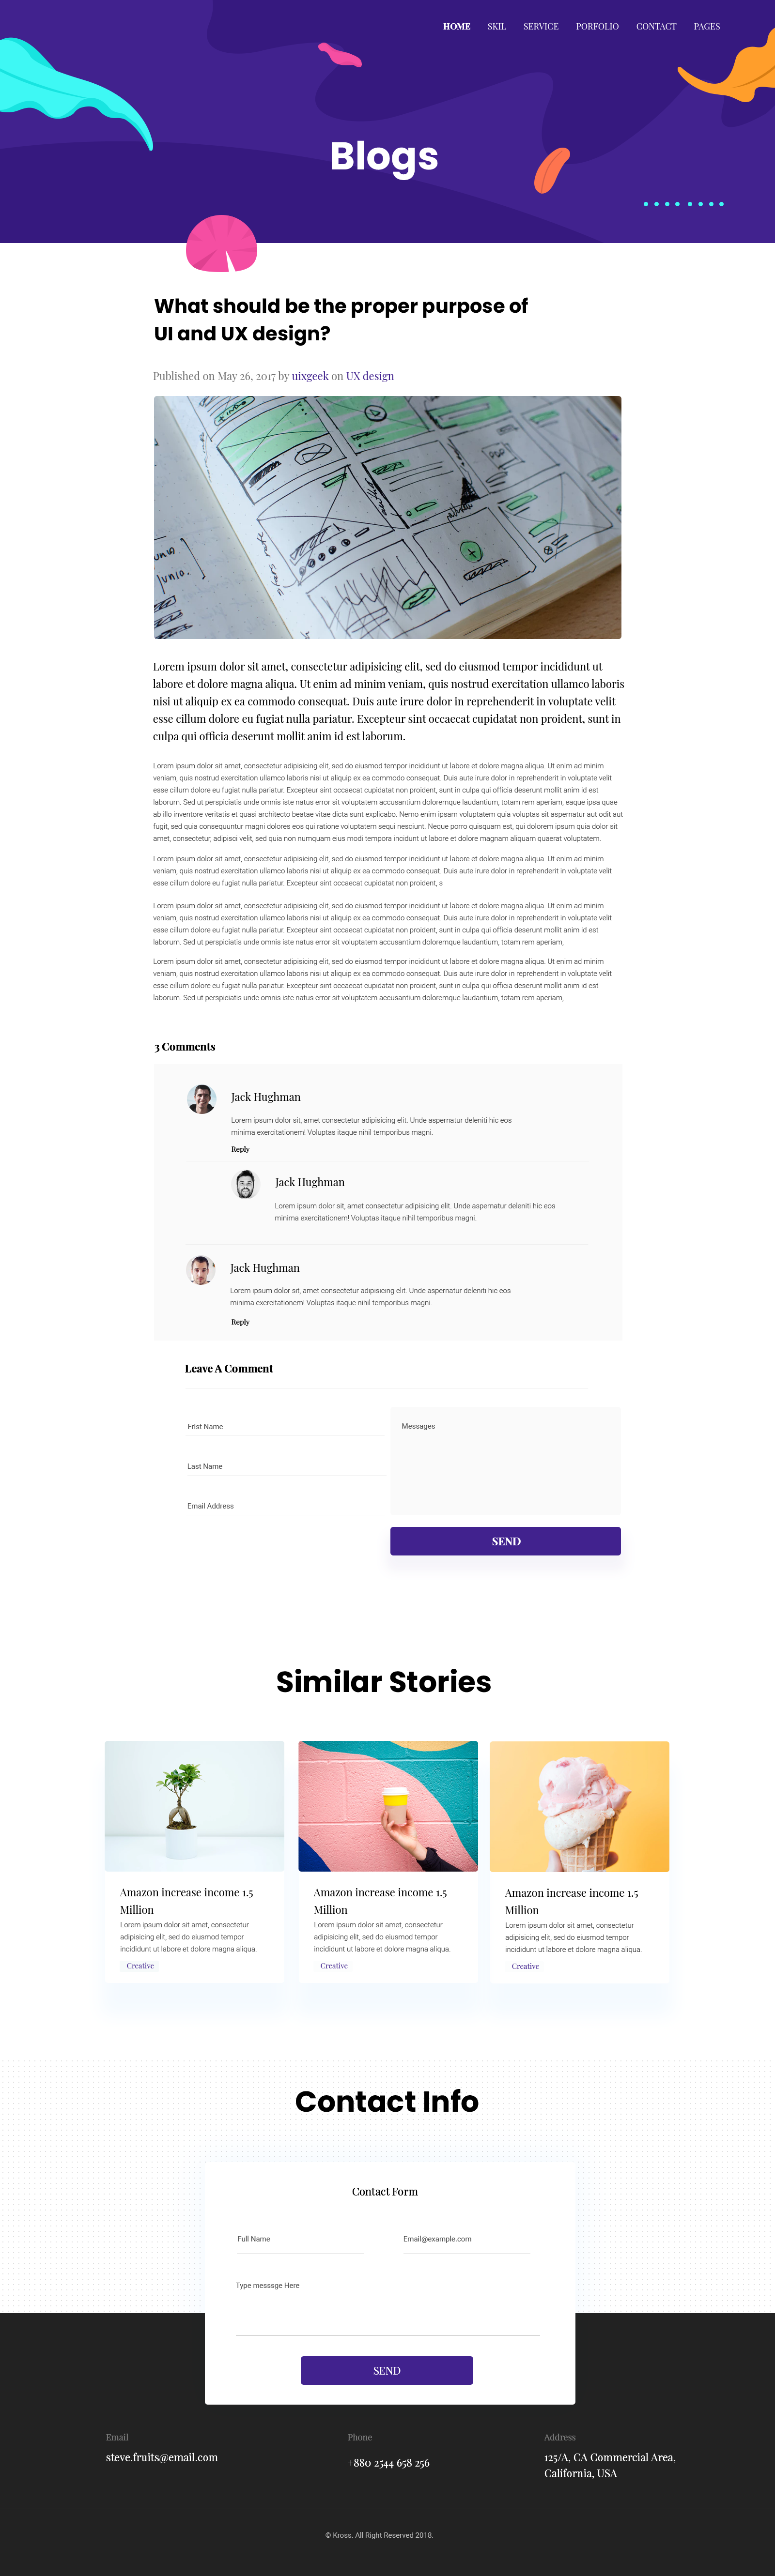 HOME SKIL SERVICE PORFOLIO CONTACT PAGES
Blogs
What should be the proper purpose of
UI and UX design?
Published on May 26, 2017 by uixgeek on UX design
Lorem ipsum dolor sit amet, consectetur adipisicing elit, sed do eiusmod tempor incididunt ut
labore et dolore magna aliqua. Ut enim ad minim veniam, quis nostrud exercitation ullamco laboris
nisi ut aliquip ex ea commodo consequat. Duis aute irure dolor in reprehenderit in voluptate velit
esse cillum dolore eu fugiat nulla pariatur. Excepteur sint occaecat cupidatat non proident, sunt in
culpa qui officia deserunt mollit anim id est laborum.
Lorem ipsum dolor sit amet, consectetur adipisicing elit, sed do eiusmod tempor incididunt ut labore et dolore magna aliqua. Ut enim ad minim
veniam, quis nostrud exercitation ullamco laboris nisi ut aliquip ex ea commodo consequat. Duis aute irure dolor in reprehenderit in voluptate velit
esse cillum dolore eu fugiat nulla pariatur. Excepteur sint occaecat cupidatat non proident, sunt in culpa qui officia deserunt mollit anim id est
laborum. Sed ut perspiciatis unde omnis iste natus error sit voluptatem accusantium doloremque laudantium, totam rem aperiam, eaque ipsa quae
ab illo inventore veritatis et quasi architecto beatae vitae dicta sunt explicabo. Nemo enim ipsam voluptatem quia voluptas sit aspernatur aut odit aut
fugit, sed quia consequuntur magni dolores eos qui ratione voluptatem sequi nesciunt. Neque porro quisquam est, qui dolorem ipsum quia dolor sit
amet, consectetur, adipisci velit, sed quia non numquam eius modi tempora incidunt ut labore et dolore magnam aliquam quaerat voluptatem.
Lorem ipsum dolor sit amet, consectetur adipisicing elit, sed do eiusmod tempor incididunt ut labore et dolore magna aliqua. Ut enim ad minim
veniam, quis nostrud exercitation ullamco laboris nisi ut aliquip ex ea commodo consequat. Duis aute irure dolor in reprehenderit in voluptate velit
esse cillum dolore eu fugiat nulla pariatur. Excepteur sint occaecat cupidatat non proident, s
Lorem ipsum dolor sit amet, consectetur adipisicing elit, sed do eiusmod tempor incididunt ut labore et dolore magna aliqua. Ut enim ad minim
veniam, quis nostrud exercitation ullamco laboris nisi ut aliquip ex ea commodo consequat. Duis aute irure dolor in reprehenderit in voluptate velit
esse cillum dolore eu fugiat nulla pariatur. Excepteur sint occaecat cupidatat non proident, sunt in culpa qui officia deserunt mollit anim id est
laborum. Sed ut perspiciatis unde omnis iste natus error sit voluptatem accusantium doloremque laudantium, totam rem aperiam,
Lorem ipsum dolor sit amet, consectetur adipisicing elit, sed do eiusmod tempor incididunt ut labore et dolore magna aliqua. Ut enim ad minim
veniam, quis nostrud exercitation ullamco laboris nisi ut aliquip ex ea commodo consequat. Duis aute irure dolor in reprehenderit in voluptate velit
esse cillum dolore eu fugiat nulla pariatur. Excepteur sint occaecat cupidatat non proident, sunt in culpa qui officia deserunt mollit anim id est
laborum. Sed ut perspiciatis unde omnis iste natus error sit voluptatem accusantium doloremque laudantium, totam rem aperiam,
3 Comments
Jack Hughman
Lorem ipsum dolor sit, amet consectetur adipisicing elit. Unde aspernatur deleniti hic eos
minima exercitationem! Voluptas itaque nihil temporibus magni.
Reply
Jack Hughman
Lorem ipsum dolor sit, amet consectetur adipisicing elit. Unde aspernatur deleniti hic eos
minima exercitationem! Voluptas itaque nihil temporibus magni.
Jack Hughman
Lorem ipsum dolor sit, amet consectetur adipisicing elit. Unde aspernatur deleniti hic eos
minima exercitationem! Voluptas itaque nihil temporibus magni.
Reply
Leave A Comment
Frist Name
Last Name
Email Address
Messages
SEND
Similar Stories
Amazon increase income 1.5
Million
Lorem ipsum dolor sit amet, consectetur
adipisicing elit, sed do eiusmod tempor
incididunt ut labore et dolore magna aliqua.
Creative
Amazon increase income 1.5
Million
Lorem ipsum dolor sit amet, consectetur
adipisicing elit, sed do eiusmod tempor
incididunt ut labore et dolore magna aliqua.
Creative
Amazon increase income 1.5
Million
Lorem ipsum dolor sit amet, consectetur
adipisicing elit, sed do eiusmod tempor
incididunt ut labore et dolore magna aliqua.
Creative
Contact Info
Contact Form
Full Name
Email@example.com
Type messsge Here
SEND
Email
steve.fruits@email.com
Phone
+880 2544 658 256
Address
125/A, CA Commercial Area,
California, USA
© Kross. All Right Reserved 2018.